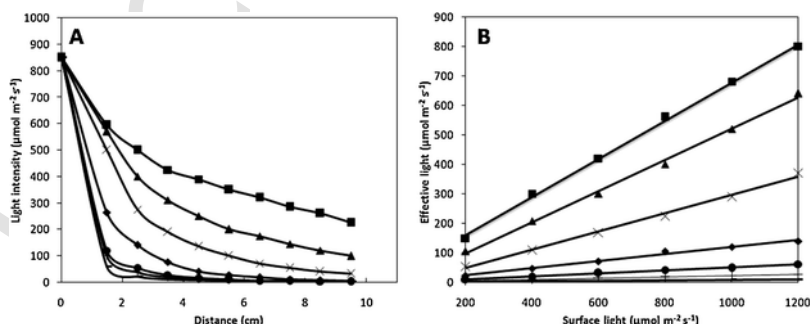 A
Light intensity (µmol m⁻² s⁻¹)
1000
900
800
700
600
500
400
300
200
100
0
0 2 4 6 8 10
Distance (cm)
B
Effective light (µmol m⁻² s⁻¹)
900
800
700
600
500
400
300
200
100
0
200 400 600 800 1000 1200
Surface light (µmol m⁻² s⁻¹)